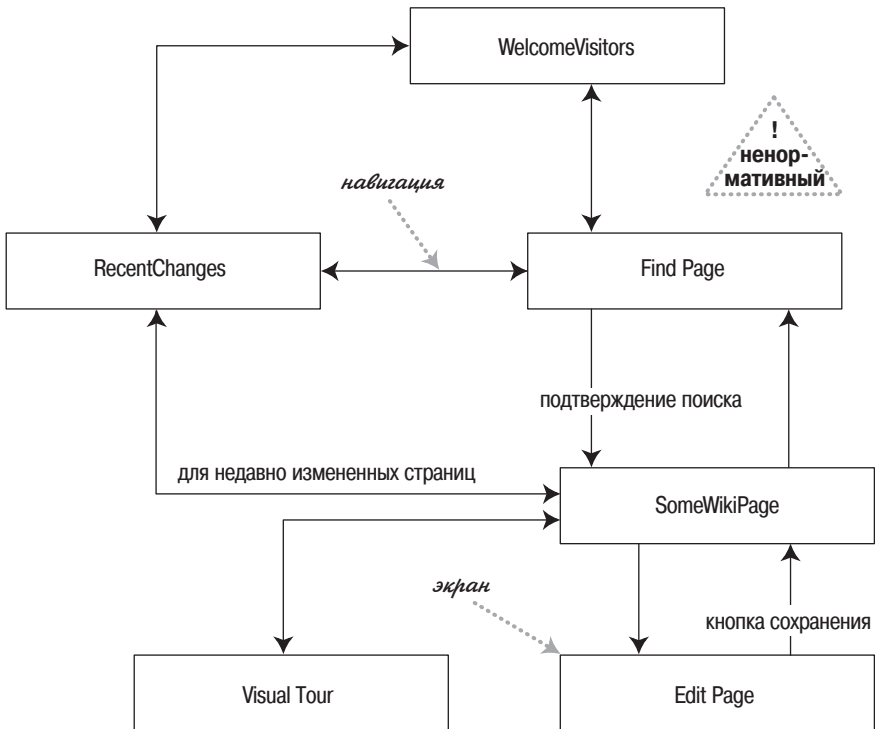 WelcomeVisitors
!
ненор-
мативный
навигация
RecentChanges
Find Page
подтверждение поиска
для недавно измененных страниц
SomeWikiPage
экран
кнопка сохранения
Visual Tour
Edit Page